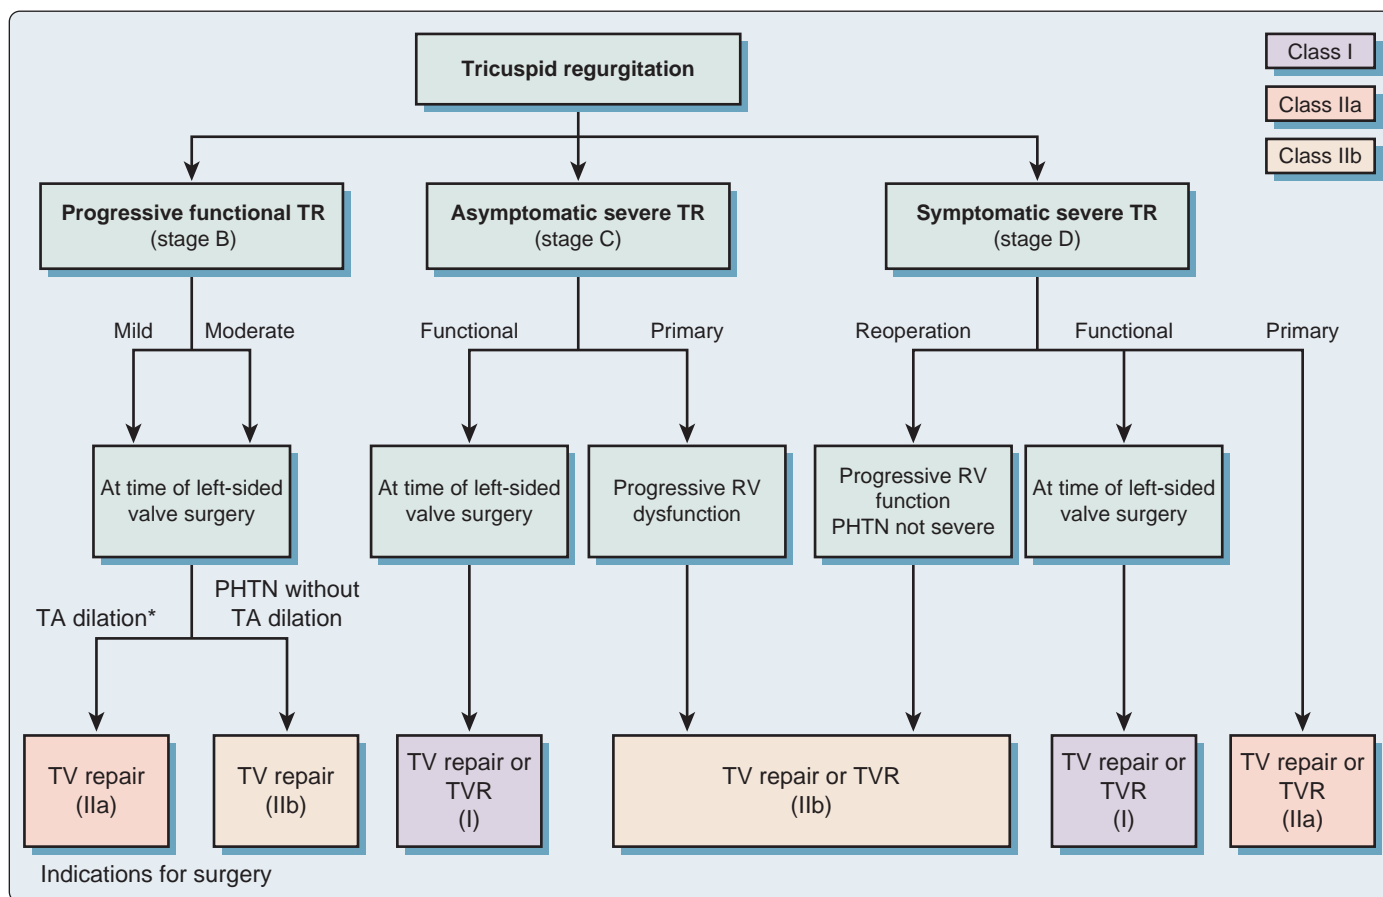 Tricuspid regurgitation
Class I
Class IIa
Class IIb
Progressive functional TR
(stage B)
Asymptomatic severe TR
(stage C)
Symptomatic severe TR
(stage D)
Mild
Moderate
Functional
Primary
Reoperation
Functional
Primary
At time of left-sided
valve surgery
At time of left-sided
valve surgery
Progressive RV
dysfunction
Progressive RV
function
PHTN not severe
At time of left-sided
valve surgery
TA dilation*
PHTN without
TA dilation
TV repair
(IIa)
TV repair
(IIb)
TV repair or
TVR
(I)
TV repair or TVR
(IIb)
TV repair or
TVR
(I)
TV repair or
TVR
(IIa)
Indications for surgery